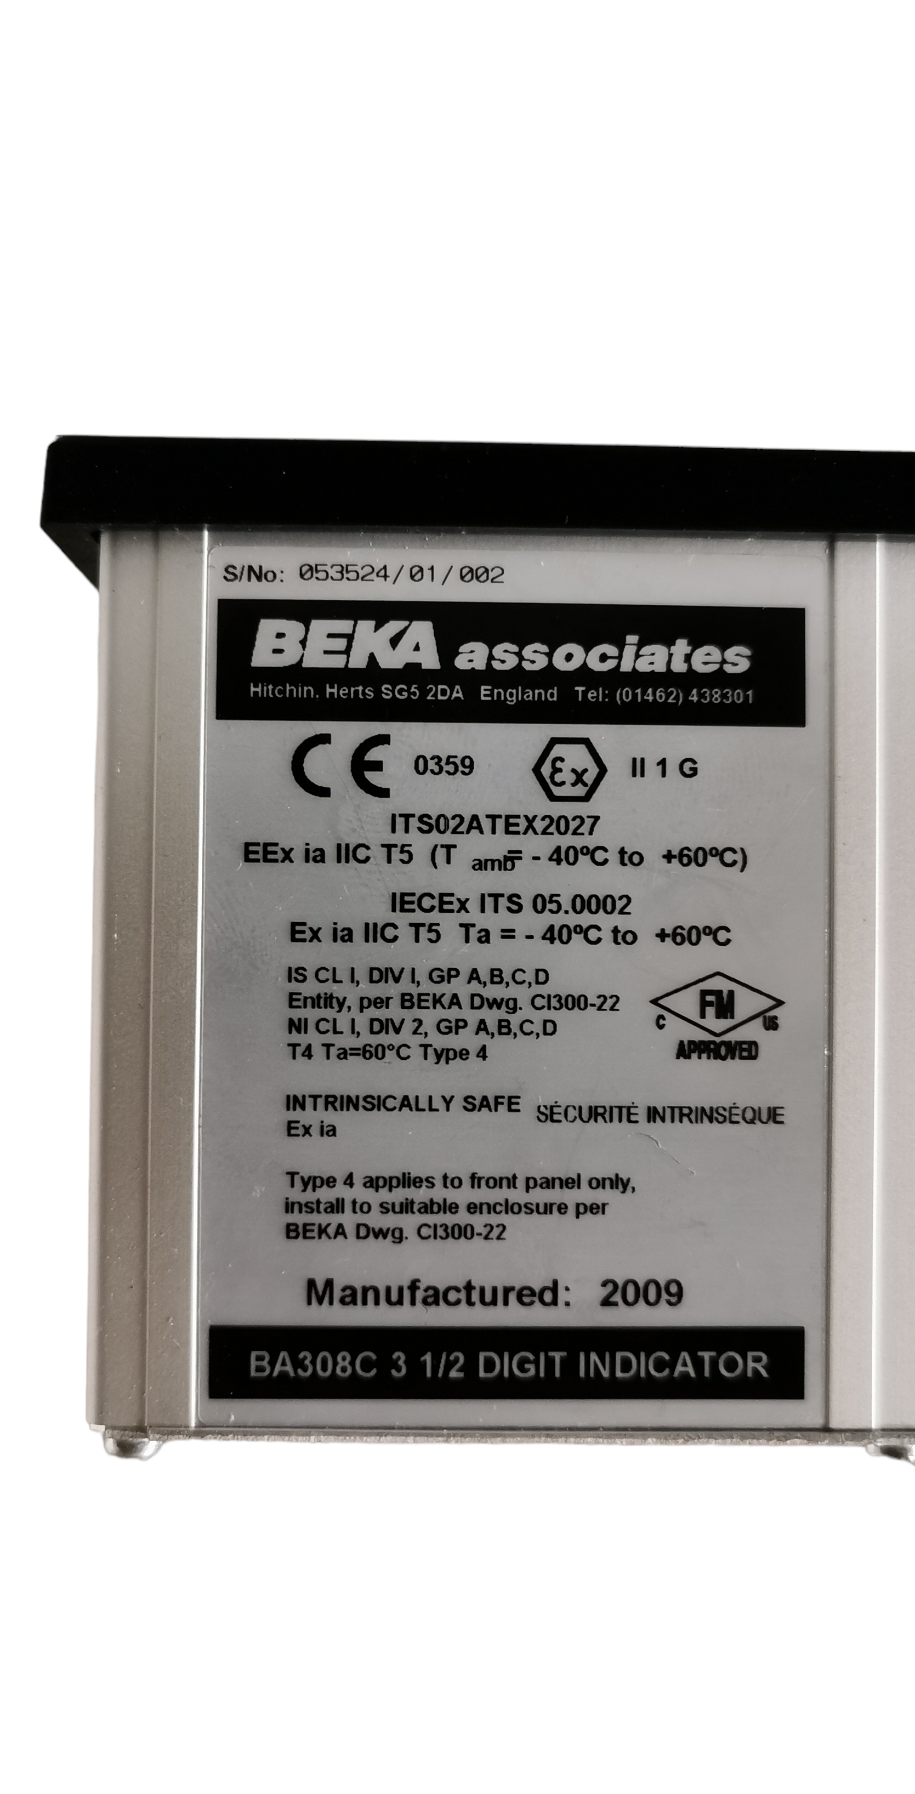 S/No: 053524/01/002
BEKA associates
Hitchin. Herts SG5 2DA England Tel: (01462) 438301
CE 0359 Ex II 1 G
ITS02ATEX2027
EEx ia IIC T5 (T amb= - 40ºC to +60ºC)
IECEx ITS 05.0002
Ex ia IIC T5 Ta = - 40ºC to +60ºC
IS CL I, DIV I, GP A,B,C,D
Entity, per BEKA Dwg. CI300-22
NI CL I, DIV 2, GP A,B,C,D
T4 Ta=60°C Type 4
C FM US
APPROVED
INTRINSICALLY SAFE SÉCURITÉ INTRINSÉQUE
Ex ia
Type 4 applies to front panel only,
install to suitable enclosure per
BEKA Dwg. CI300-22
Manufactured: 2009
BA308C 3 1/2 DIGIT INDICATOR